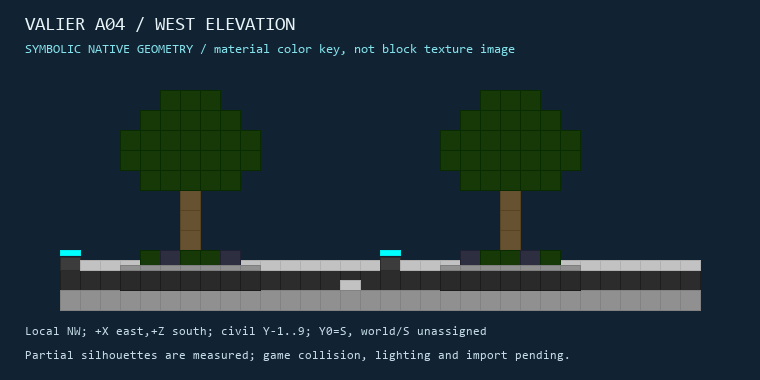 VALIER A04 / WEST ELEVATION
SYMBOLIC NATIVE GEOMETRY / material color key, not block texture image
Local NW; +X east,+Z south; civil Y-1..9; Y0=S, world/S unassigned
Partial silhouettes are measured; game collision, lighting and import pending.